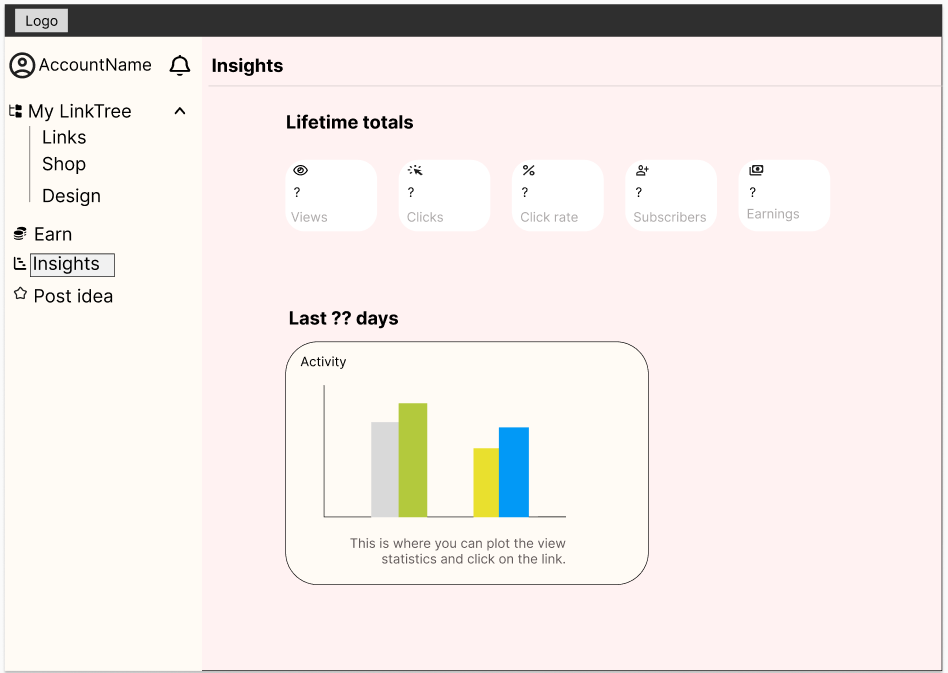 Logo
AccountName
My LinkTree
Links
Shop
Design
Earn
Insights
Post idea
Insights
Lifetime totals
?
Views
?
Clicks
?
Click rate
?
Subscribers
?
Earnings
Last ?? days
Activity
This is where you can plot the view
statistics and click on the link.